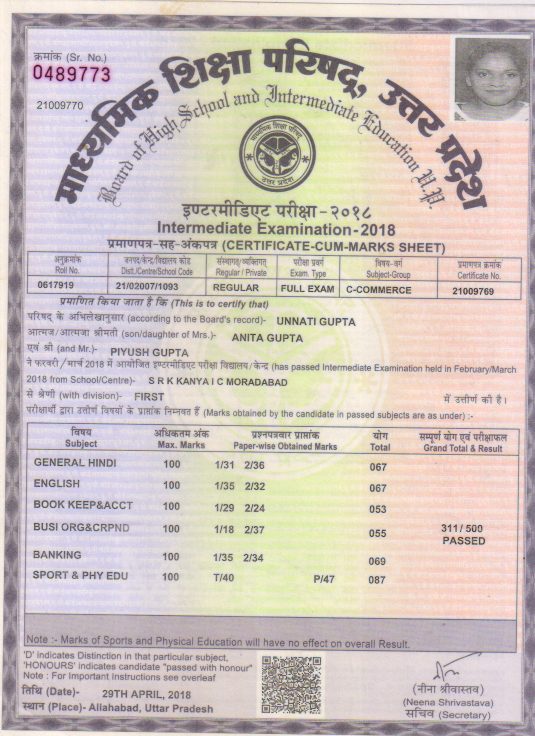 क्रमांक (Sr. No.)
0489773
21009770
माध्यमिक शिक्षा परिषद्, उत्तर प्रदेश
Board of High School and Intermediate Education U.P.
माध्यमिक शिक्षा परिषद
उत्तर प्रदेश
इण्टरमीडिएट परीक्षा-२०१८
Intermediate Examination-2018
प्रमाणपत्र-सह-अंकपत्र (CERTIFICATE-CUM-MARKS SHEET)
अनुक्रमांक जनपद/केन्द्र/विद्यालय कोड संस्थागत/व्यक्तिगत परीक्षा प्रवर्ग विषय-वर्ग प्रमाणपत्र क्रमांक
Roll No. Dist./Centre/School Code Regular / Private Exam. Type Subject-Group Certificate No.
0617919 21/02007/1093 REGULAR FULL EXAM C-COMMERCE 21009769
प्रमाणित किया जाता है कि (This is to certify that)
परिषद के अभिलेखानुसार (according to the Board's record)- UNNATI GUPTA
आत्मज/आत्मजा श्रीमती (son/daughter of Mrs.)- ANITA GUPTA
एवं श्री (and Mr.)- PIYUSH GUPTA
ने फरवरी/मार्च 2018 में आयोजित इण्टरमीडिएट परीक्षा विद्यालय/केन्द्र (has passed Intermediate Examination held in February/March
2018 from School/Centre)- S R K KANYA I C MORADABAD
से श्रेणी (with division)- FIRST में उत्तीर्ण की है।
परीक्षार्थी द्वारा उत्तीर्ण विषयों के प्राप्तांक निम्नवत हैं (Marks obtained by the candidate in passed subjects are as under) :-
विषय अधिकतम अंक प्रश्नपत्रवार प्राप्तांक योग सम्पूर्ण योग एवं परीक्षाफल
Subject Max. Marks Paper-wise Obtained Marks Total Grand Total & Result
GENERAL HINDI 100 1/31 2/36 067
ENGLISH 100 1/35 2/32 067
BOOK KEEP&ACCT 100 1/29 2/24 053
BUSI ORG&CRPND 100 1/18 2/37 055 311/ 500
PASSED
BANKING 100 1/35 2/34 069
SPORT & PHY EDU 100 T/40 P/47 087
Note :- Marks of Sports and Physical Education will have no effect on overall Result.
'D' indicates Distinction in that particular subject,
'HONOURS' indicates candidate "passed with honour"
Note : For Important Instructions see overleaf
तिथि (Date)- 29TH APRIL, 2018
स्थान (Place)- Allahabad, Uttar Pradesh
(नीना श्रीवास्तव)
(Neena Shrivastava)
सचिव (Secretary)